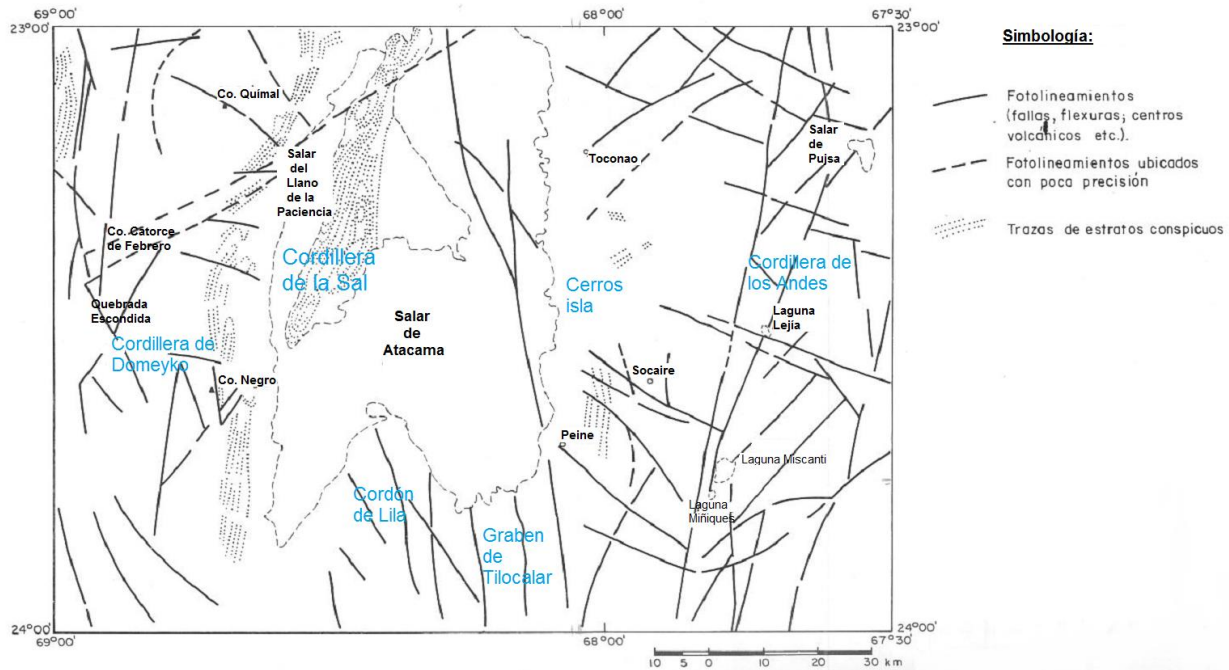 69°00'
68°00'
67°30'
23°00'
23°00'
Simbología:
Fotolineamientos
(fallas, flexuras; centros
volcánicos etc.).
Fotolineamientos ubicados
con poca precisión
Trazas de estratos conspicuos
Co. Químal
Salar
del
Llano
de la
Paciencia
Toconao
Salar
de
Pujsa
Co. Catorce
de Febrero
Cordillera
de la Sal
Cerros
isla
Cordillera de
los Andes
Quebrada
Escondida
Salar
de
Atacama
Laguna
Lejía
Cordillera de
Domeyko
Co. Negro
Socaire
Peine
Laguna Miscanti
Cordón
de Lila
Laguna
Miñiques
Graben
de
Tilocalar
24°00'
24°00'
69°00'
68°00'
67°30'
10 5 0 10 20 30 km